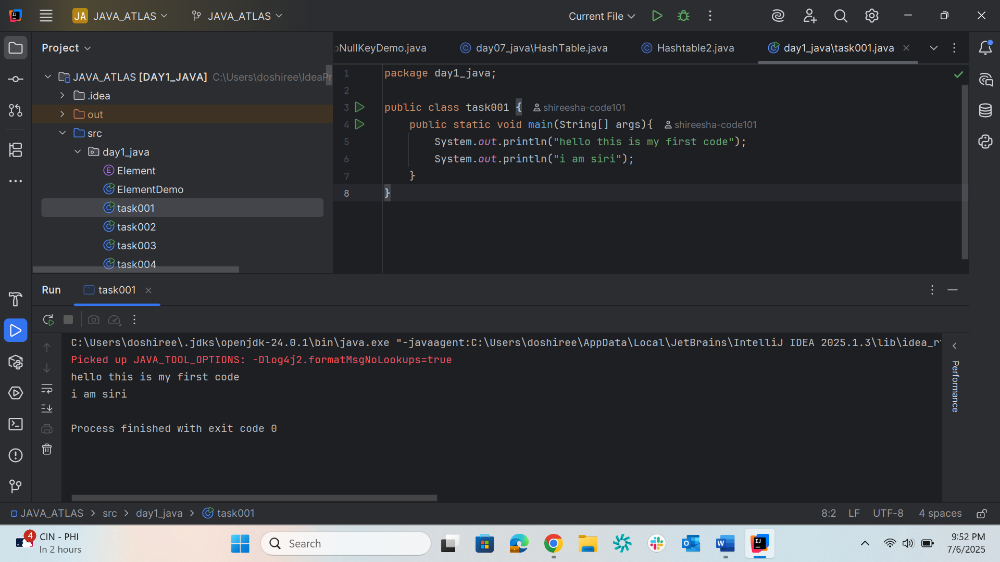 JA JAVA_ATLAS JAVA_ATLAS Current File
Project
JAVA_ATLAS [DAY1_JAVA] C:\Users\doshiree\IdeaPr
.idea
out
src
day1_java
Element
ElementDemo
task001
task002
task003
task004
NullKeyDemo.java day07_java\HashTable.java Hashtable2.java day1_java\task001.java
1 package day1_java;
2
3 public class task001 { shireesha-code101
4 public static void main(String[] args){ shireesha-code101
5 System.out.println("hello this is my first code");
6 System.out.println("i am siri");
7 }
8 }
Run task001
C:\Users\doshiree\.jdks\openjdk-24.0.1\bin\java.exe "-javaagent:C:\Users\doshiree\AppData\Local\JetBrains\IntelliJ IDEA 2025.1.3\lib\idea_r
Picked up JAVA_TOOL_OPTIONS: -Dlog4j2.formatMsgNoLookups=true
hello this is my first code
i am siri
Process finished with exit code 0
Performance
JAVA_ATLAS > src > day1_java > task001 8:2 LF UTF-8 4 spaces
4 CIN - PHI
In 2 hours
Search
9:52 PM
7/6/2025